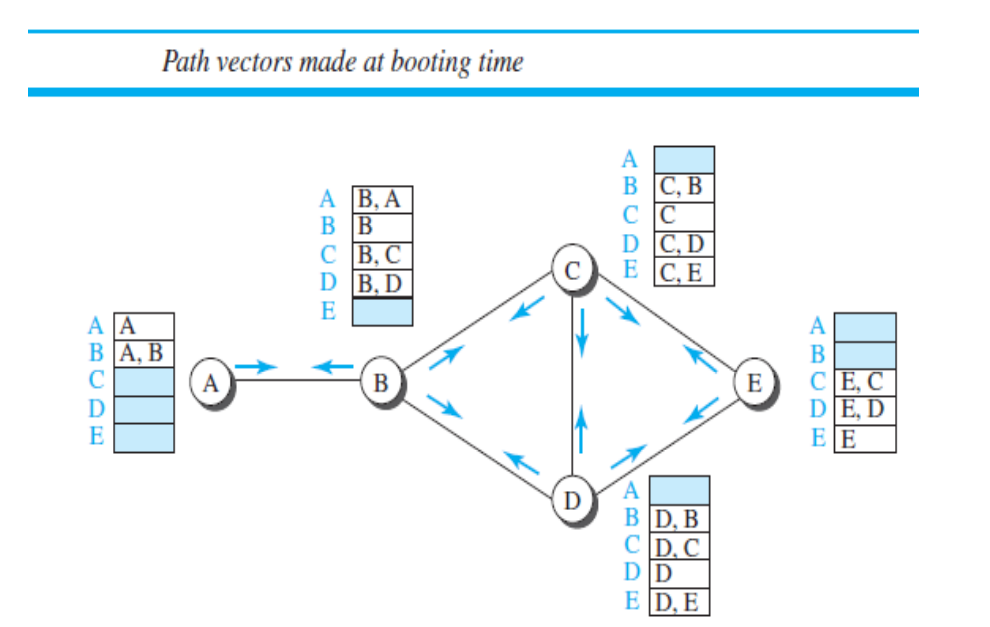 Path vectors made at booting time
A
B C, B
C C
D C, D
E C, E
A B, A
B B
C B, C
D B, D
E
A A
B A, B
C
D
E
A
B
C E, C
D E, D
E E
A
B
C
D
E
A
B D, B
C D, C
D D
E D, E